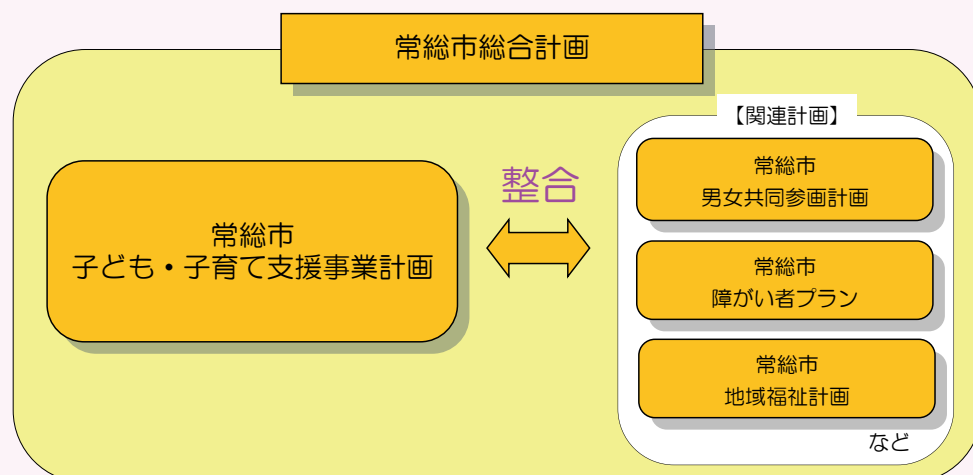 常総市総合計画
常総市
子ども・子育て支援事業計画
整合
【関連計画】
常総市
男女共同参画計画
常総市
障がい者プラン
常総市
地域福祉計画
など